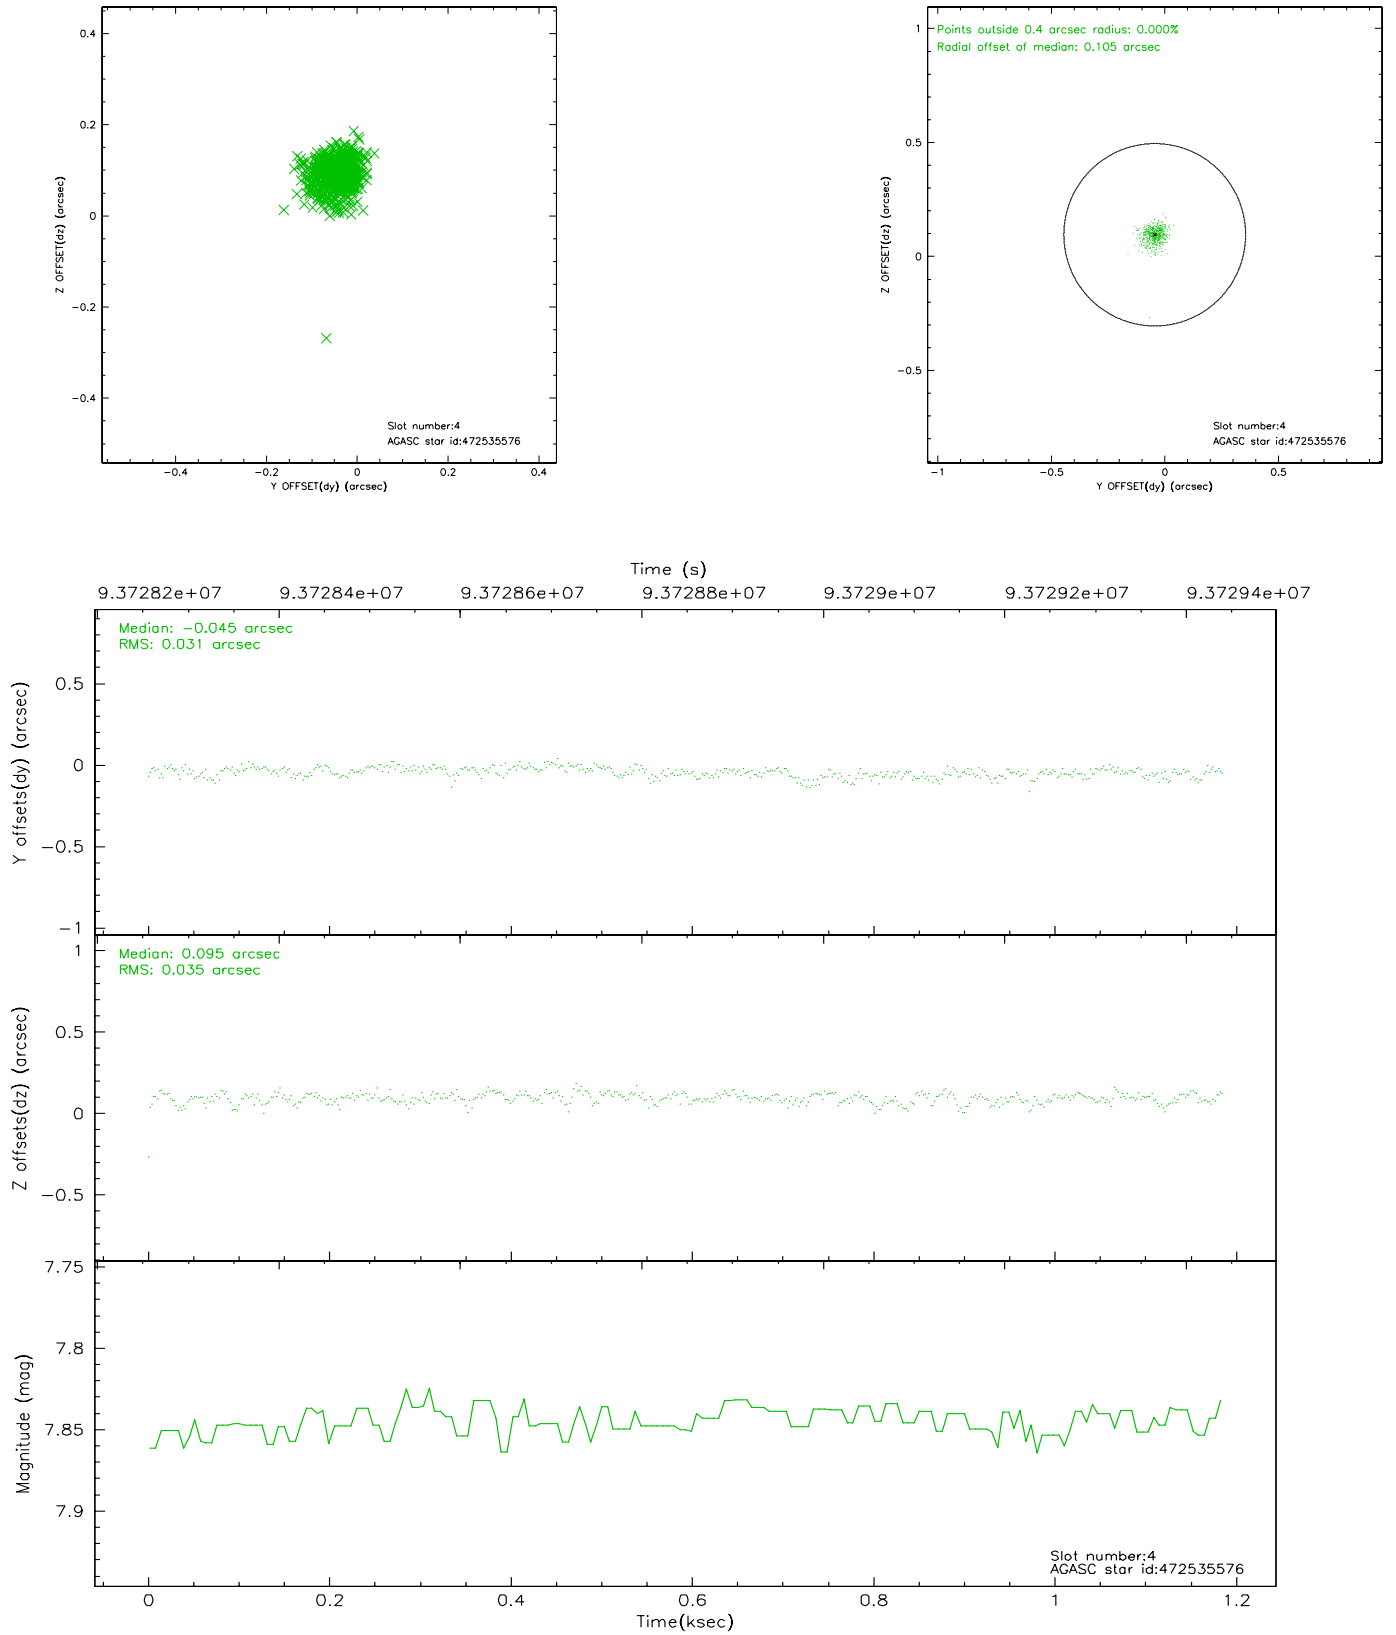 0.4
0.2
0
−0.2
−0.4
Z OFFSET(dz) (arcsec)
Slot number:4
AGASC star id:472535576
−0.4 −0.2 0 0.2 0.4
Y OFFSET(dy) (arcsec)
Points outside 0.4 arcsec radius: 0.000%
Radial offset of median: 0.105 arcsec
1
0.5
0
−0.5
Z OFFSET(dz) (arcsec)
Slot number:4
AGASC star id:472535576
−1 −0.5 0 0.5
Y OFFSET(dy) (arcsec)
Time (s)
9.37282e+07 9.37284e+07 9.37286e+07 9.37288e+07 9.3729e+07 9.37292e+07 9.37294e+07
Median: −0.045 arcsec
RMS: 0.031 arcsec
0.5
0
−0.5
−1
Y offsets(dy) (arcsec)
Median: 0.095 arcsec
RMS: 0.035 arcsec
1
0.5
0
−0.5
Z offsets(dz) (arcsec)
7.75
7.8
7.85
7.9
Magnitude (mag)
Slot number:4
AGASC star id:472535576
0 0.2 0.4 0.6 0.8 1 1.2
Time(ksec)